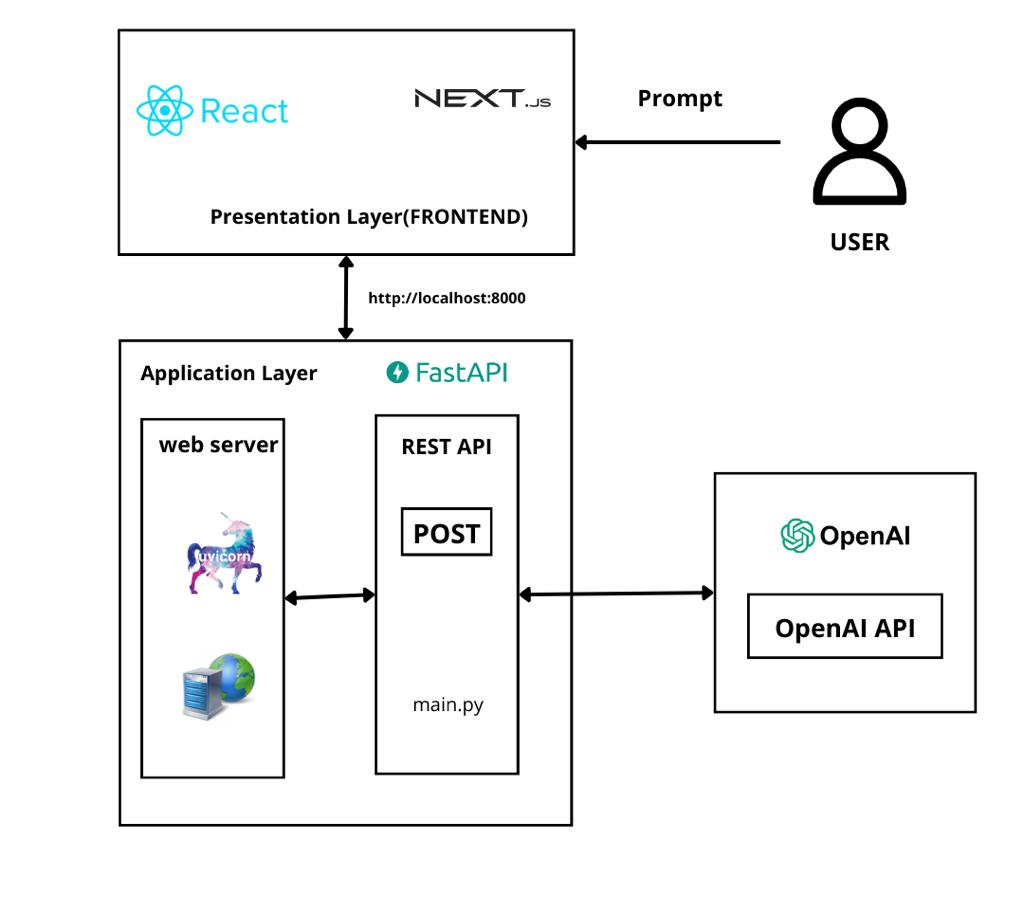 React
NEXT.JS
Prompt
Presentation Layer(FRONTEND)
USER
http://localhost:8000
Application Layer
FastAPI
web server
REST API
POST
uvicorn
main.py
OpenAI
OpenAI API